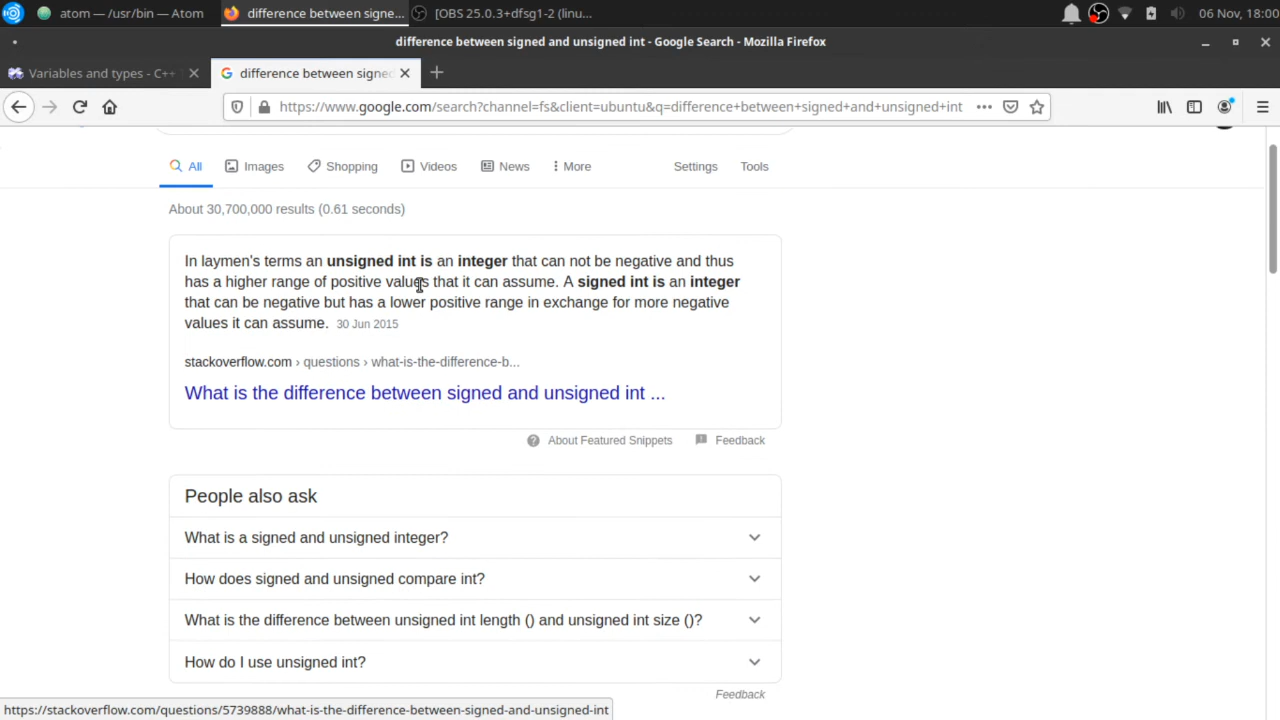 atom — /usr/bin — Atom
difference between signe...
[OBS 25.0.3+dfsg1-2 (linu...
06 Nov, 18:00
difference between signed and unsigned int - Google Search - Mozilla Firefox
Variables and types - C++
difference between signed
https://www.google.com/search?channel=fs&client=ubuntu&q=difference+between+signed+and+unsigned+int
All
Images
Shopping
Videos
News
More
Settings
Tools
About 30,700,000 results (0.61 seconds)
In laymen's terms an unsigned int is an integer that can not be negative and thus
has a higher range of positive values that it can assume. A signed int is an integer
that can be negative but has a lower positive range in exchange for more negative
values it can assume. 30 Jun 2015
stackoverflow.com › questions › what-is-the-difference-b...
What is the difference between signed and unsigned int ...
About Featured Snippets
Feedback
People also ask
What is a signed and unsigned integer?
How does signed and unsigned compare int?
What is the difference between unsigned int length () and unsigned int size ()?
How do I use unsigned int?
Feedback
https://stackoverflow.com/questions/5739888/what-is-the-difference-between-signed-and-unsigned-int